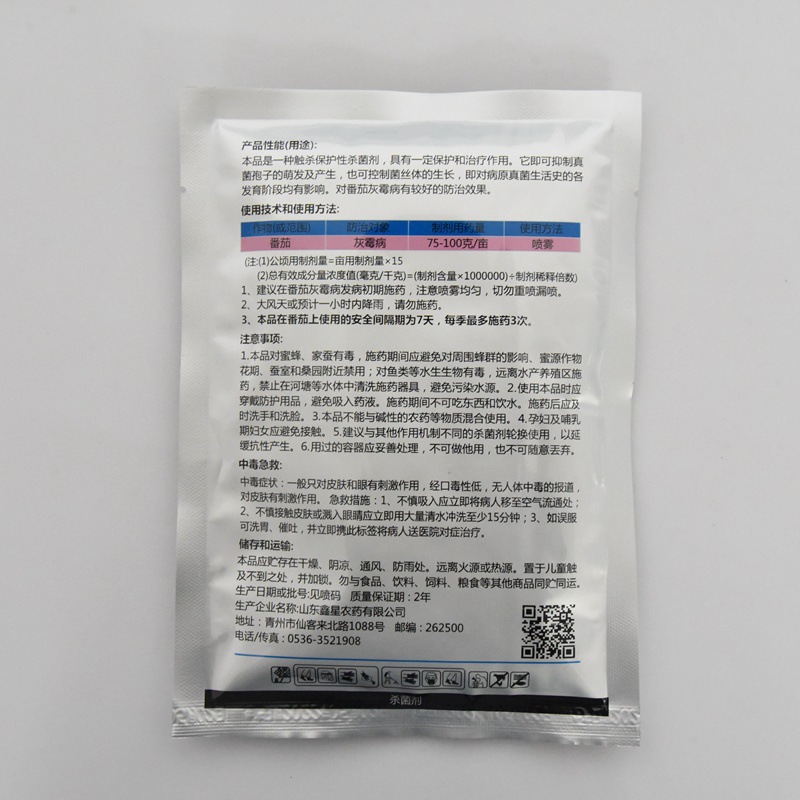 产品性能(用途):
本品是一种触杀保护性杀菌剂，具有一定保护和治疗作用。它即可抑制真
菌孢子的萌发及产生，也可控制菌丝体的生长，即对病原真菌生活史的各
发育阶段均有影响。对番茄灰霉病有较好的防治效果。
使用技术和使用方法:
作物(或范围) 防治对象 制剂用药量 使用方法
番茄 灰霉病 75-100克/亩 喷雾
(注:(1)公顷用制剂量=亩用制剂量×15
(2)总有效成分量浓度值(毫克/千克)=(制剂含量×1000000)÷制剂稀释倍数)
1、建议在番茄灰霉病发病初期施药，注意喷雾均匀，切勿重喷漏喷。
2、大风天或预计一小时内降雨，请勿施药。
3、本品在番茄上使用的安全间隔期为7天，每季最多施药3次。
注意事项:
1.本品对蜜蜂、家蚕有毒，施药期间应避免对周围蜂群的影响、蜜源作物
花期、蚕室和桑园附近禁用；对鱼类等水生生物有毒，远离水产养殖区施
药，禁止在河塘等水体中清洗施药器具，避免污染水源。2.使用本品时应
穿戴防护用品，避免吸入药液。施药期间不可吃东西和饮水。施药后应及
时洗手和洗脸。3.本品不能与碱性的农药等物质混合使用。4.孕妇及哺乳
期妇女应避免接触。5.建议与其他作用机制不同的杀菌剂轮换使用，以延
缓抗性产生。6.用过的容器应妥善处理，不可做他用，也不可随意丢弃。
中毒急救:
中毒症状：一般只对皮肤和眼有刺激作用，经口毒性低，无人体中毒的报道，
对皮肤有刺激作用。急救措施：1、不慎吸入应立即将病人移至空气流通处；
2、不慎接触皮肤或溅入眼睛应立即用大量清水冲洗至少15分钟；3、如误服
可洗胃、催吐，并立即携此标签将病人送医院对症治疗。
储存和运输:
本品应贮存在干燥、阴凉、通风、防雨处。远离火源或热源。置于儿童触
及不到之处，并加锁。勿与食品、饮料、饲料、粮食等其他商品同贮同运。
生产日期或批号:见喷码 质量保证期：2年
生产企业名称:山东鑫星农药有限公司
地址：青州市仙客来北路1088号 邮编：262500
电话/传真：0536-3521908
杀菌剂